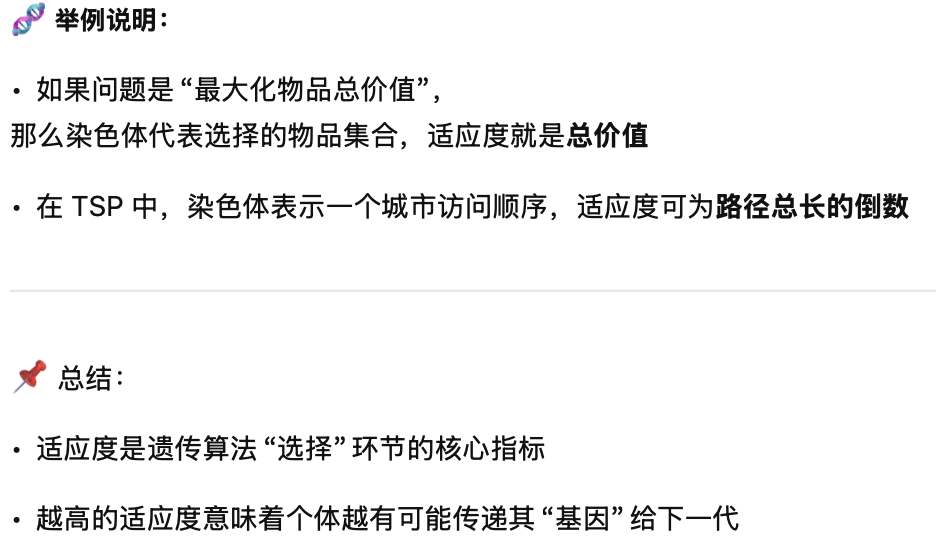 🧬 举例说明：
• 如果问题是“最大化物品总价值”，
那么染色体代表选择的物品集合，适应度就是总价值
• 在 TSP 中，染色体表示一个城市访问顺序，适应度可为路径总长的倒数
📌 总结：
• 适应度是遗传算法“选择”环节的核心指标
• 越高的适应度意味着个体越有可能传递其“基因”给下一代